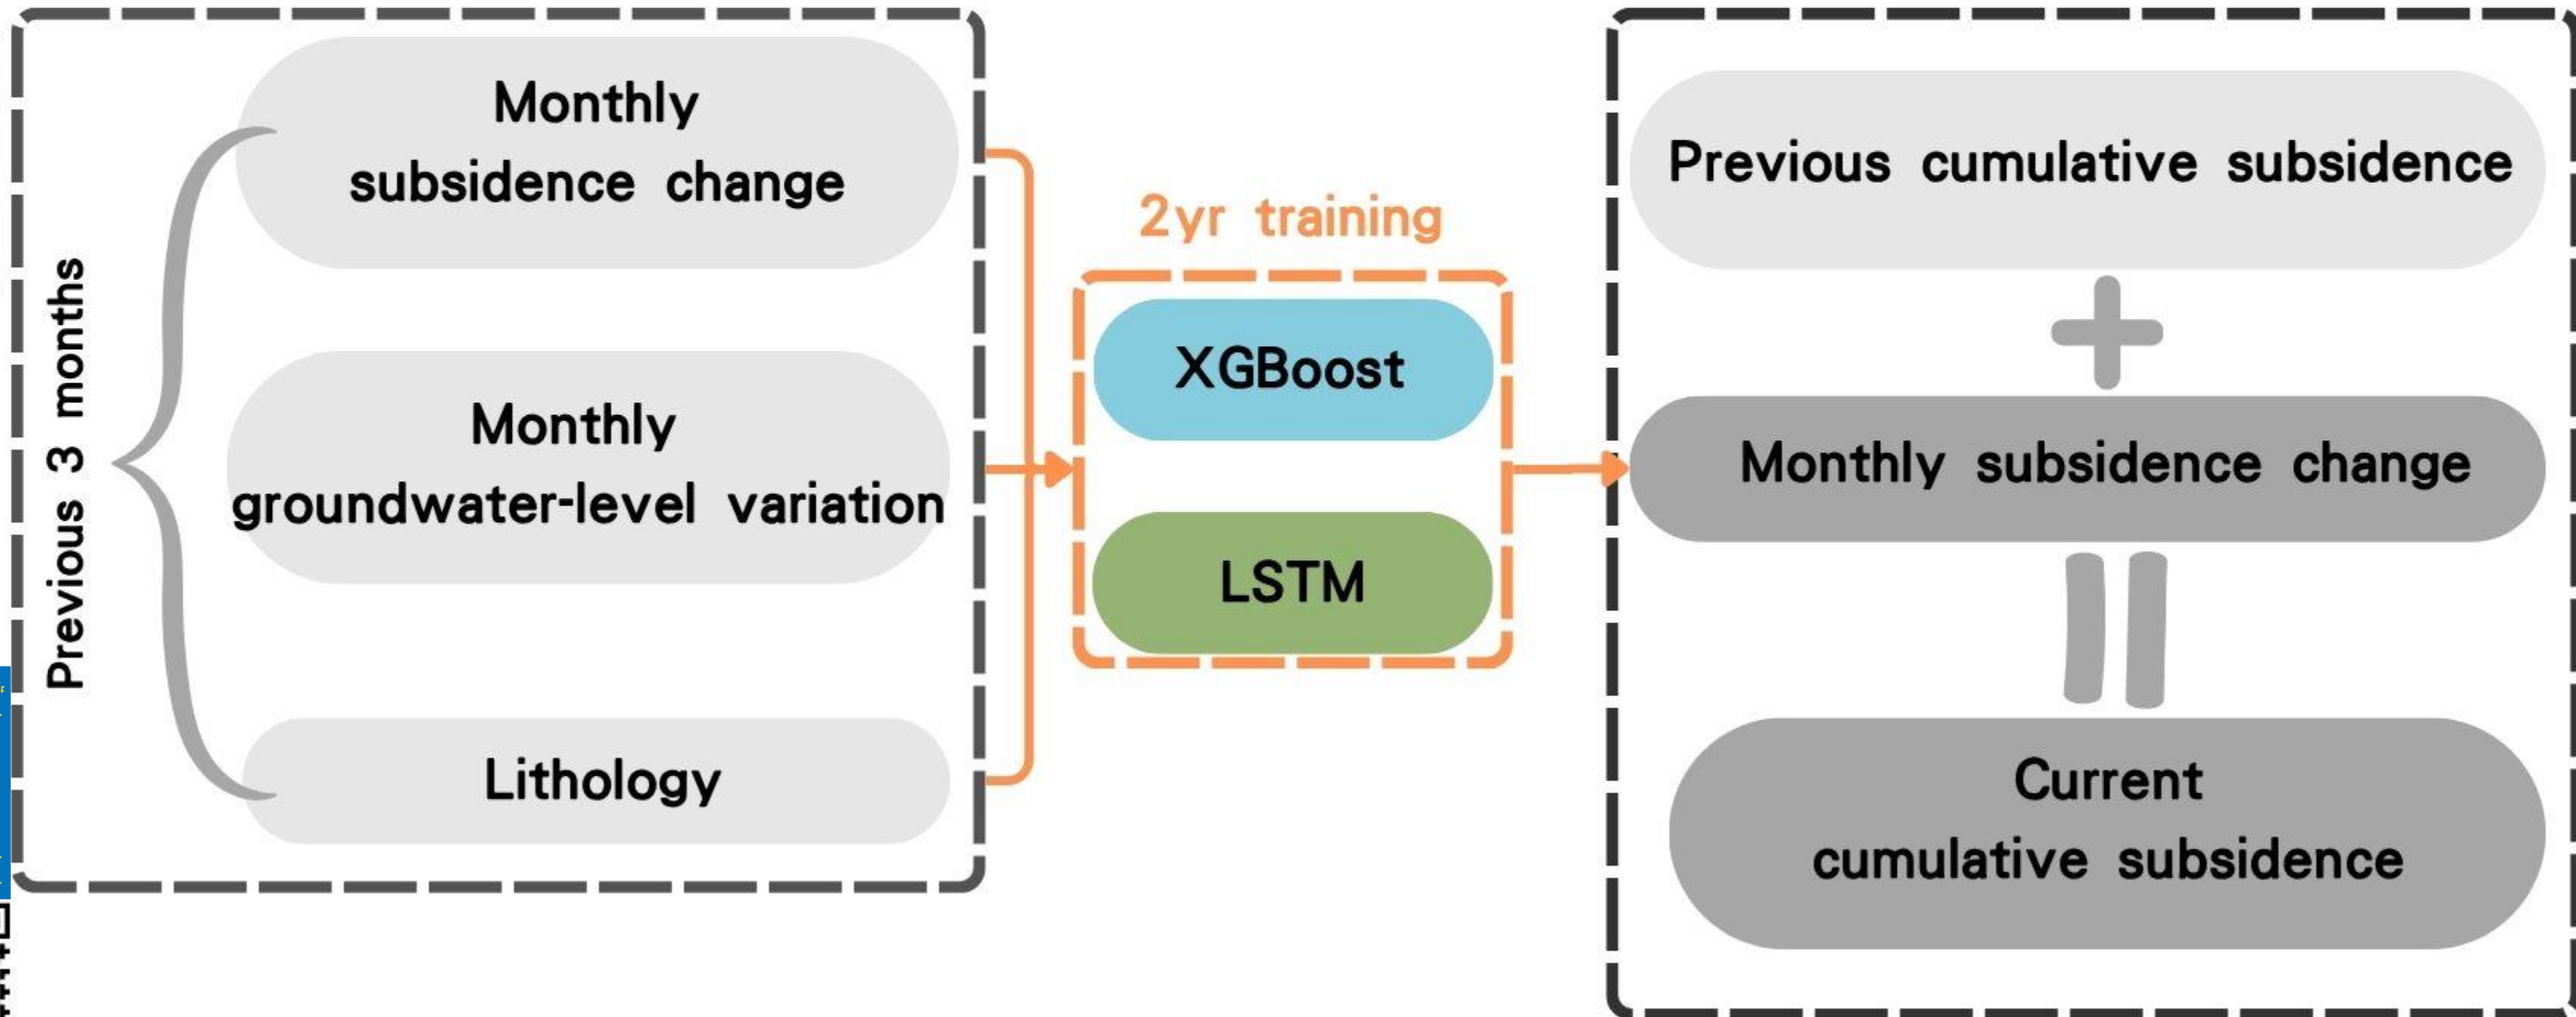 Previous 3 months
Monthly
subsidence change
Monthly
groundwater-level variation
Lithology
2yr training
XGBoost
LSTM
Previous cumulative subsidence
+
Monthly subsidence change
=
Current
cumulative subsidence